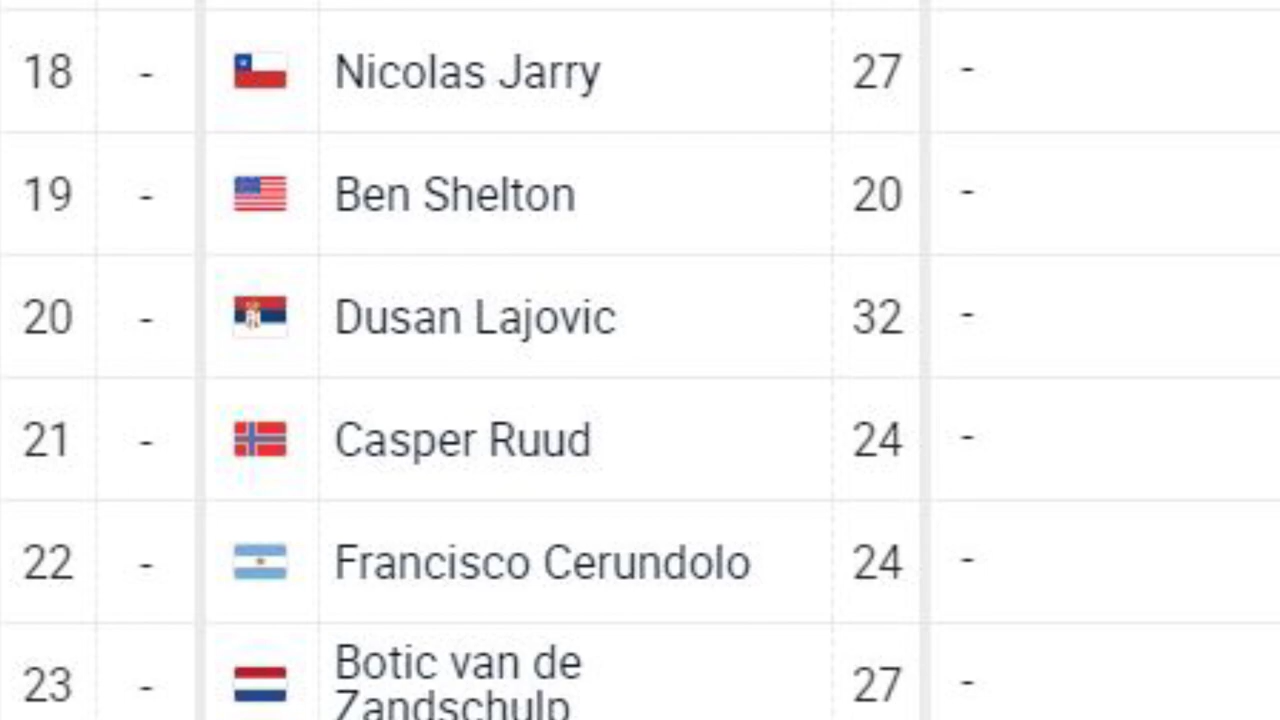 18 - Nicolas Jarry 27 -
19 - Ben Shelton 20 -
20 - Dusan Lajovic 32 -
21 - Casper Ruud 24 -
22 - Francisco Cerundolo 24 -
23 - Botic van de 27 -
Zandschulp